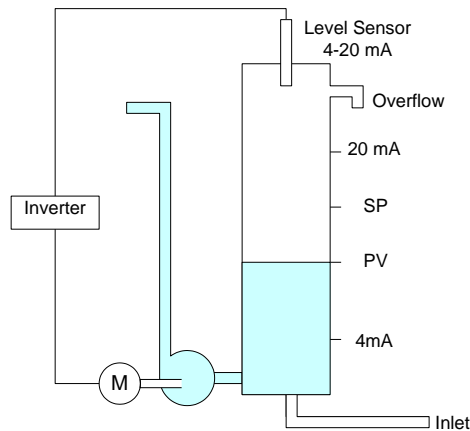 Level Sensor
4-20 mA
Overflow
20 mA
Inverter
SP
PV
4mA
M
Inlet